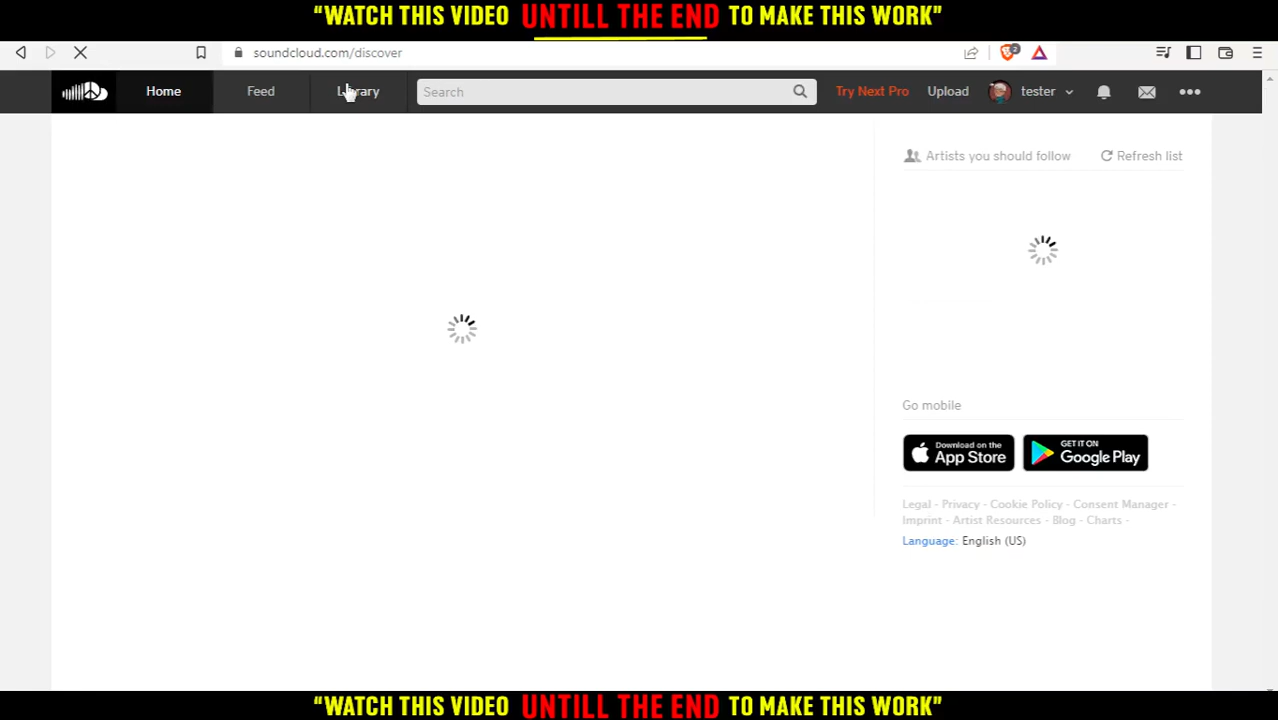 “WATCH THIS VIDEO UNTILL THE END TO MAKE THIS WORK”
soundcloud.com/discover
2
Home Feed Library Search Try Next Pro Upload tester
Artists you should follow Refresh list
Go mobile
Download on the App Store GET IT ON Google Play
Legal - Privacy - Cookie Policy - Consent Manager -
Imprint - Artist Resources - Blog - Charts -
Language: English (US)
“WATCH THIS VIDEO UNTILL THE END TO MAKE THIS WORK”